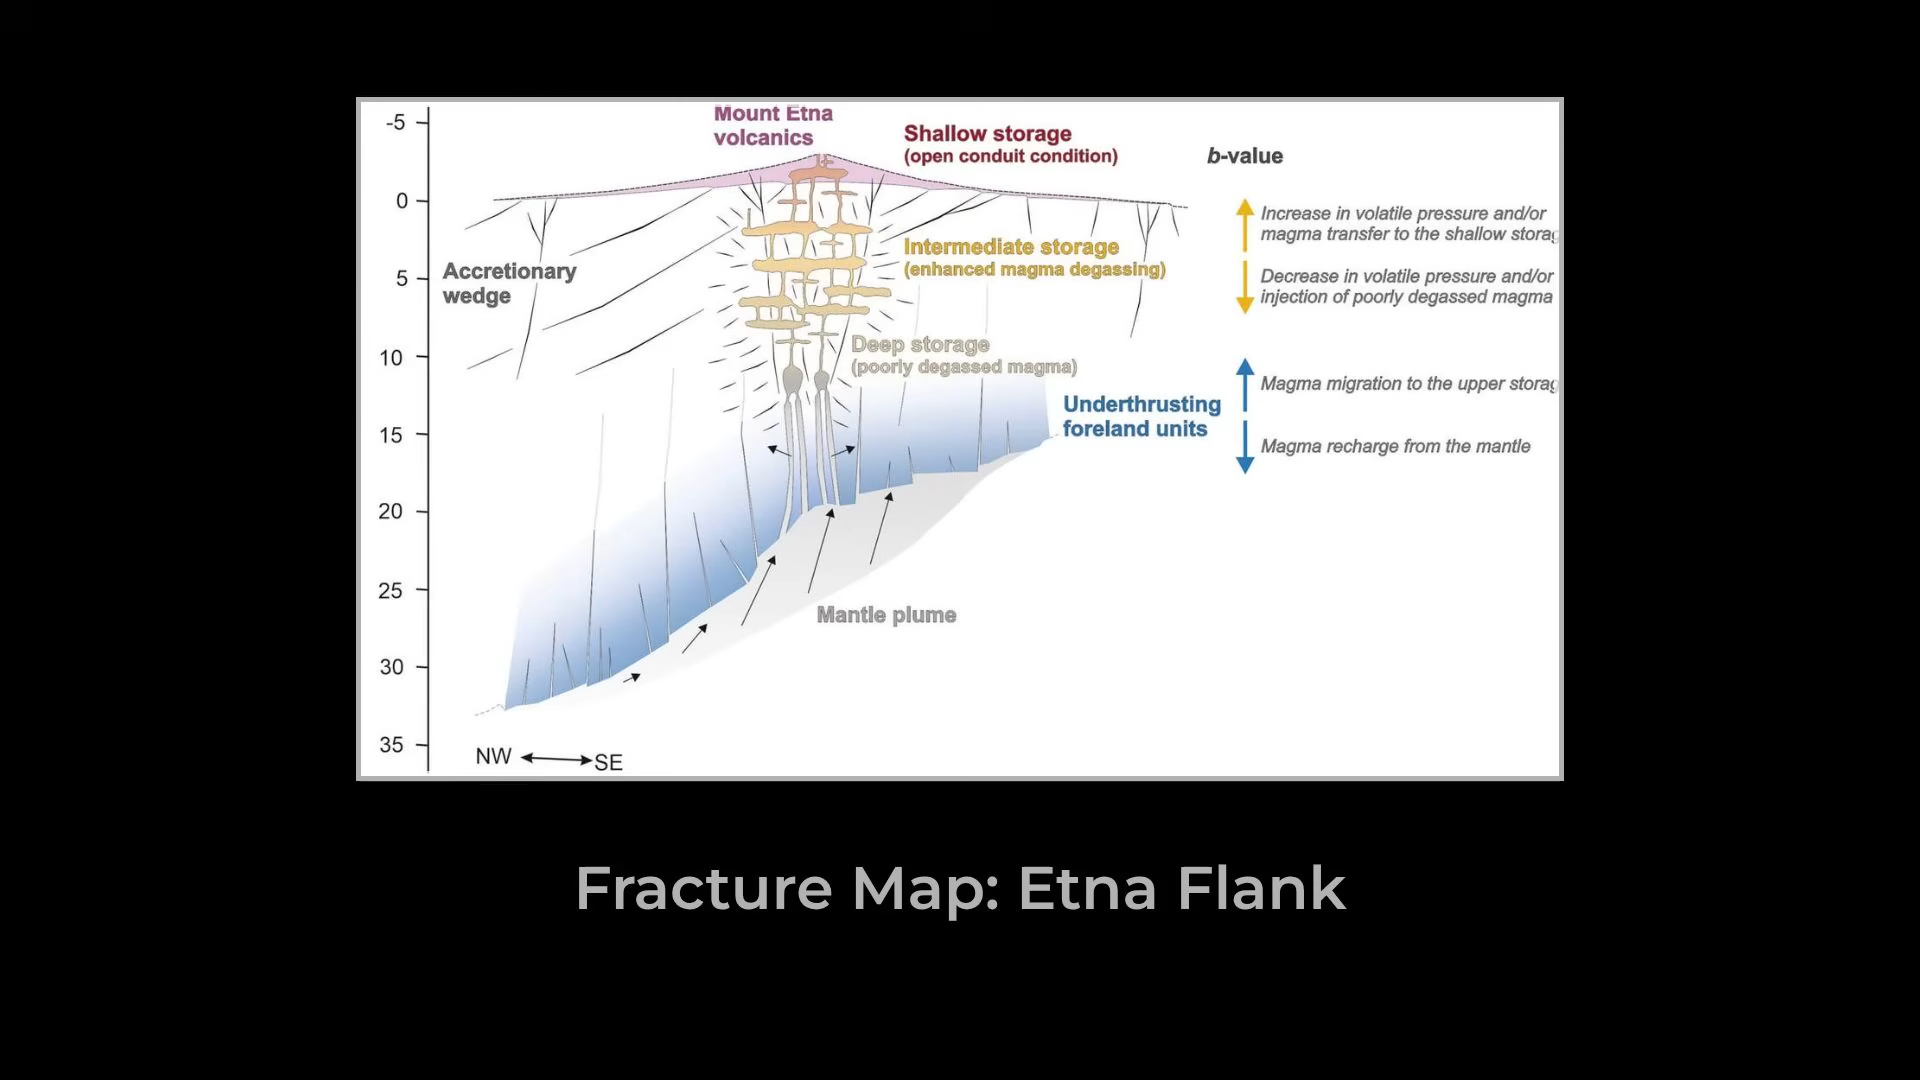 Mount Etna
volcanics
Shallow storage
(open conduit condition)
b-value
-5
0
5
10
15
20
25
30
35
Increase in volatile pressure and/or
magma transfer to the shallow storag
Decrease in volatile pressure and/or
injection of poorly degassed magma
Intermediate storage
(enhanced magma degassing)
Accretionary
wedge
Deep storage
(poorly degassed magma)
Magma migration to the upper storag
Underthrusting
foreland units
Magma recharge from the mantle
Mantle plume
NW
SE
Fracture Map: Etna Flank